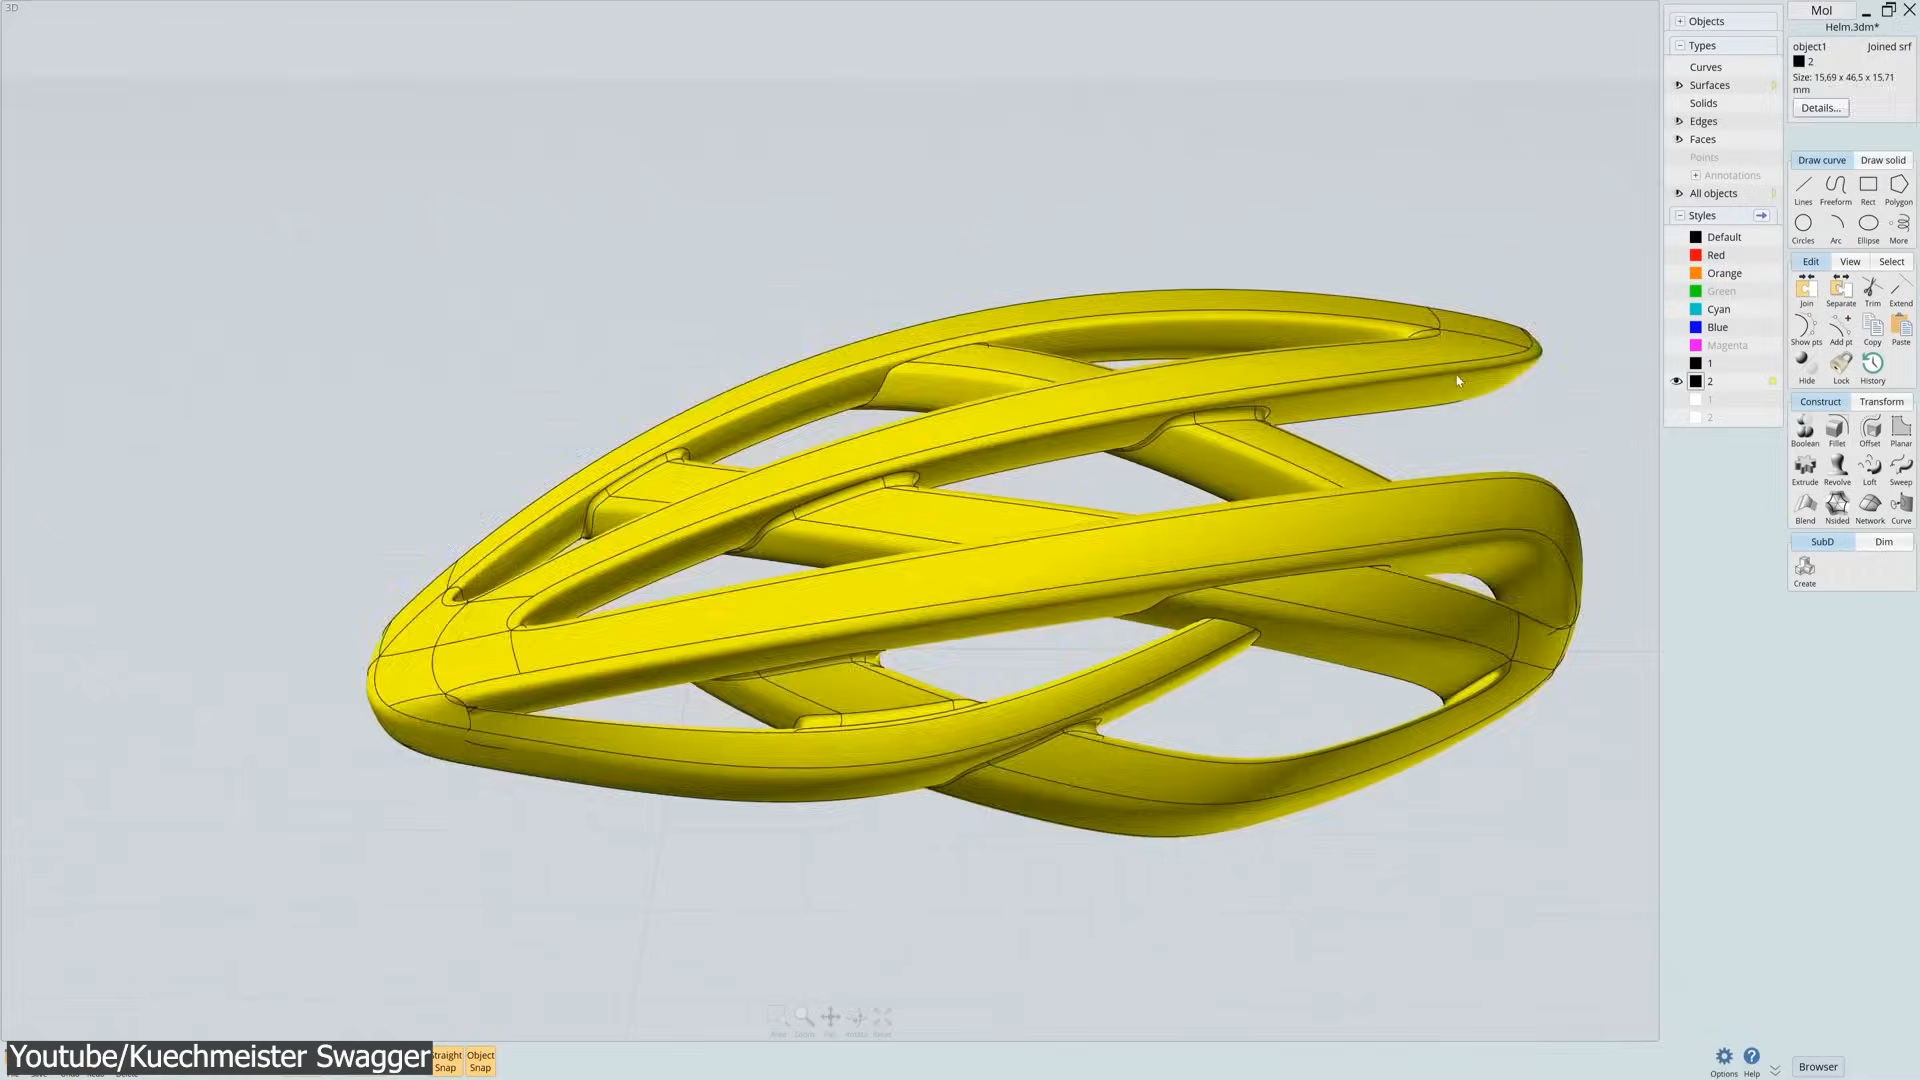 3D
Objects
Types
Curves
Surfaces
Solids
Edges
Faces
Points
Annotations
All objects
Styles
Default
Red
Orange
Green
Cyan
Blue
Magenta
1
2
1
2
MoI
Helm.3dm*
object1 Joined srf
2
Size: 15,69 x 46,5 x 15,71
mm
Details...
Draw curve Draw solid
Lines Freeform Rect Polygon
Circles Arc Ellipse More
Edit View Select
Join Separate Trim Extend
Show pts Add pt Copy Paste
Hide Lock History
Construct Transform
Boolean Fillet Offset Planar
Extrude Revolve Loft Sweep
Blend Nsided Network Curve
SubD Dim
Create
Youtube/Kuechmeister Swagger
Snap
Object
Snap
Options Help
Browser